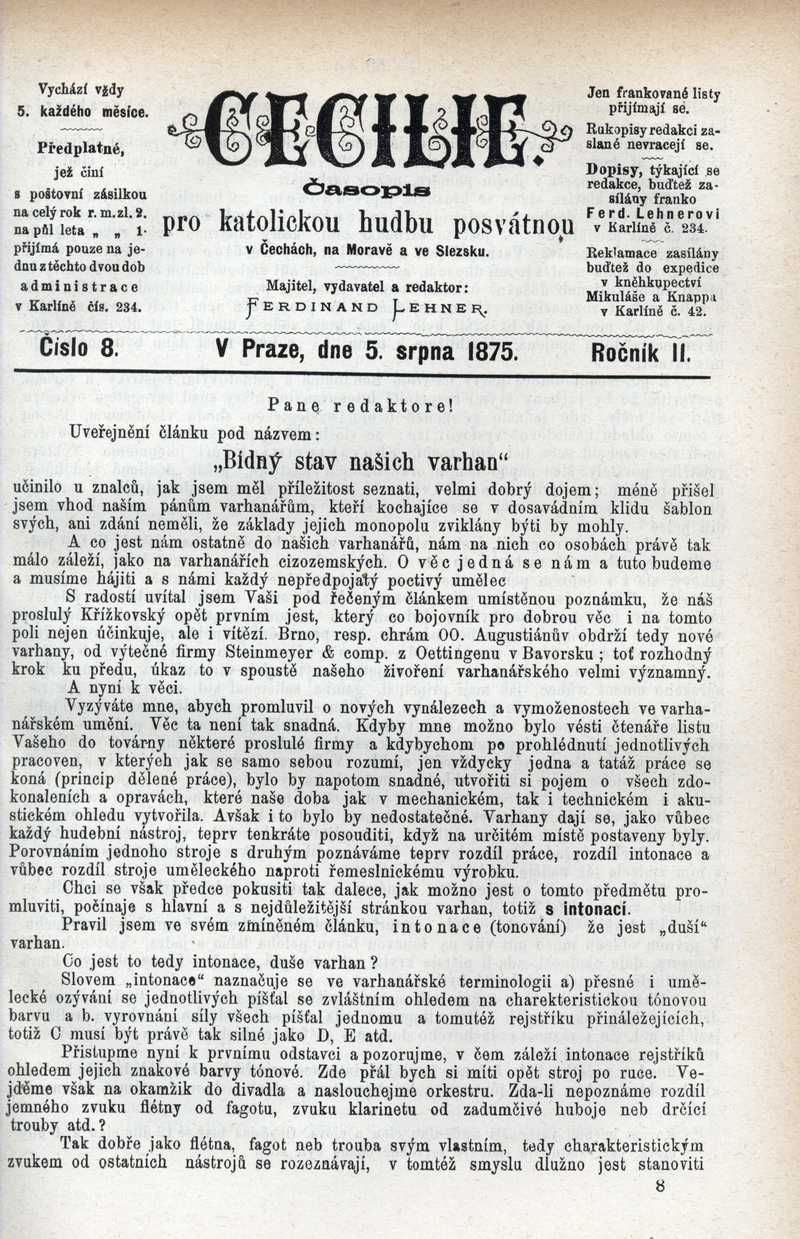 Vychází vždy
5. každého měsíce.
Předplatné,
jež činí
s poštovní zásilkou
na celý rok r. m. zl. 2.
na půl leta „ „ 1·
přijímá pouze na je-
dnu z těchto dvou dob
administrace
v Karlíně čís. 234.
CECILIE.
Časopis
pro katolickou hudbu posvátnou
v Čechách, na Moravě a ve Slezsku.
Majitel, vydavatel a redaktor:
FERDINAND LEHNER.
Jen frankované listy
přijímají se.
Rukopisy redakci za-
slané nevracejí se.
Dopisy, týkající se
redakce, buďtež za-
sílány franko
Ferd. Lehnerovi
v Karlíně č. 234.
Reklamace zasílány
buďtež do expedice
v kněhkupectví
Mikuláše a Knappa
v Karlíně č. 42.
Číslo 8. V Praze, dne 5. srpna 1875. Ročník II.
Pane redaktore!
Uveřejnění článku pod názvem:
„Bídný stav našich varhan“
učinilo u znalců, jak jsem měl příležitost seznati, velmi dobrý dojem; méně přišel
jsem vhod naším pánům varhanářům, kteří kochajíce se v dosavádním klidu šablon
svých, ani zdání neměli, že základy jejich monopolu zviklány býti by mohly.
A co jest nám ostatně do našich varhanářů, nám na nich co osobách právě tak
málo záleží, jako na varhanářích cizozemských. O věc jedná se nám a tuto budeme
a musíme hájiti a s námi každý nepředpojatý poctivý umělec
S radostí uvítal jsem Vaši pod řečeným článkem umístěnou poznámku, že náš
proslulý Křížkovský opět prvním jest, který co bojovník pro dobrou věc i na tomto
poli nejen účinkuje, ale i vítězí. Brno, resp. chrám OO. Augustiánův obdrží tedy nové
varhany, od výtečné firmy Steinmeyer & comp. z Oettingenu v Bavorsku; toť rozhodný
krok ku předu, úkaz to v spoustě našeho živoření varhanářského velmi významný.
A nyní k věci.
Vyzýváte mne, abych promluvil o nových vynálezech a vymoženostech ve varha-
nářském umění. Věc ta není tak snadná. Kdyby mne možno bylo vésti čtenáře listu
Vašeho do továrny některé proslulé firmy a kdybychom po prohlédnutí jednotlivých
pracoven, v kterých jak se samo sebou rozumí, jen vždycky jedna a tatáž práce se
koná (princip dělené práce), bylo by napotom snadné, utvořiti si pojem o všech zdo-
konaleních a opravách, které naše doba jak v mechanickém, tak i technickém i aku-
stickém ohledu vytvořila. Avšak i to bylo by nedostatečné. Varhany dají se, jako vůbec
každý hudební nástroj, teprv tenkráte posouditi, když na určitém místě postaveny byly.
Porovnáním jednoho stroje s druhým poznáváme teprv rozdíl práce, rozdíl intonace a
vůbec rozdíl stroje uměleckého naproti řemeslnickému výrobku.
Chci se však předce pokusiti tak dalece, jak možno jest o tomto předmětu pro-
mluviti, počínaje s hlavní a s nejdůležitější stránkou varhan, totiž s intonací.
Pravil jsem ve svém zmíněném článku, intonace (tonování) že jest „duší“
varhan.
Co jest to tedy intonace, duše varhan?
Slovem „intonace“ naznačuje se ve varhanářské terminologii a) přesné i umě-
lecké ozývání se jednotlivých píšťal se zvláštním ohledem na charekteristickou tónovou
barvu a b. vyrovnání síly všech píšťal jednomu a tomutéž rejstříku přináležejících,
totiž C musí být právě tak silné jako D, E atd.
Přistupme nyní k prvnímu odstavci a pozorujme, v čem záleží intonace rejstříků
ohledem jejich znakové barvy tónové. Zde přál bych si míti opět stroj po ruce. Ve-
jděme však na okamžik do divadla a naslouchejme orkestru. Zda-li nepoznáme rozdíl
jemného zvuku flétny od fagotu, zvuku klarinetu od zadumčivé huboje neb drčící
trouby atd.?
Tak dobře jako flétna, fagot neb trouba svým vlastním, tedy charakteristickým
zvukem od ostatních nástrojů se rozeznávají, v tomtéž smyslu dlužno jest stanoviti
8